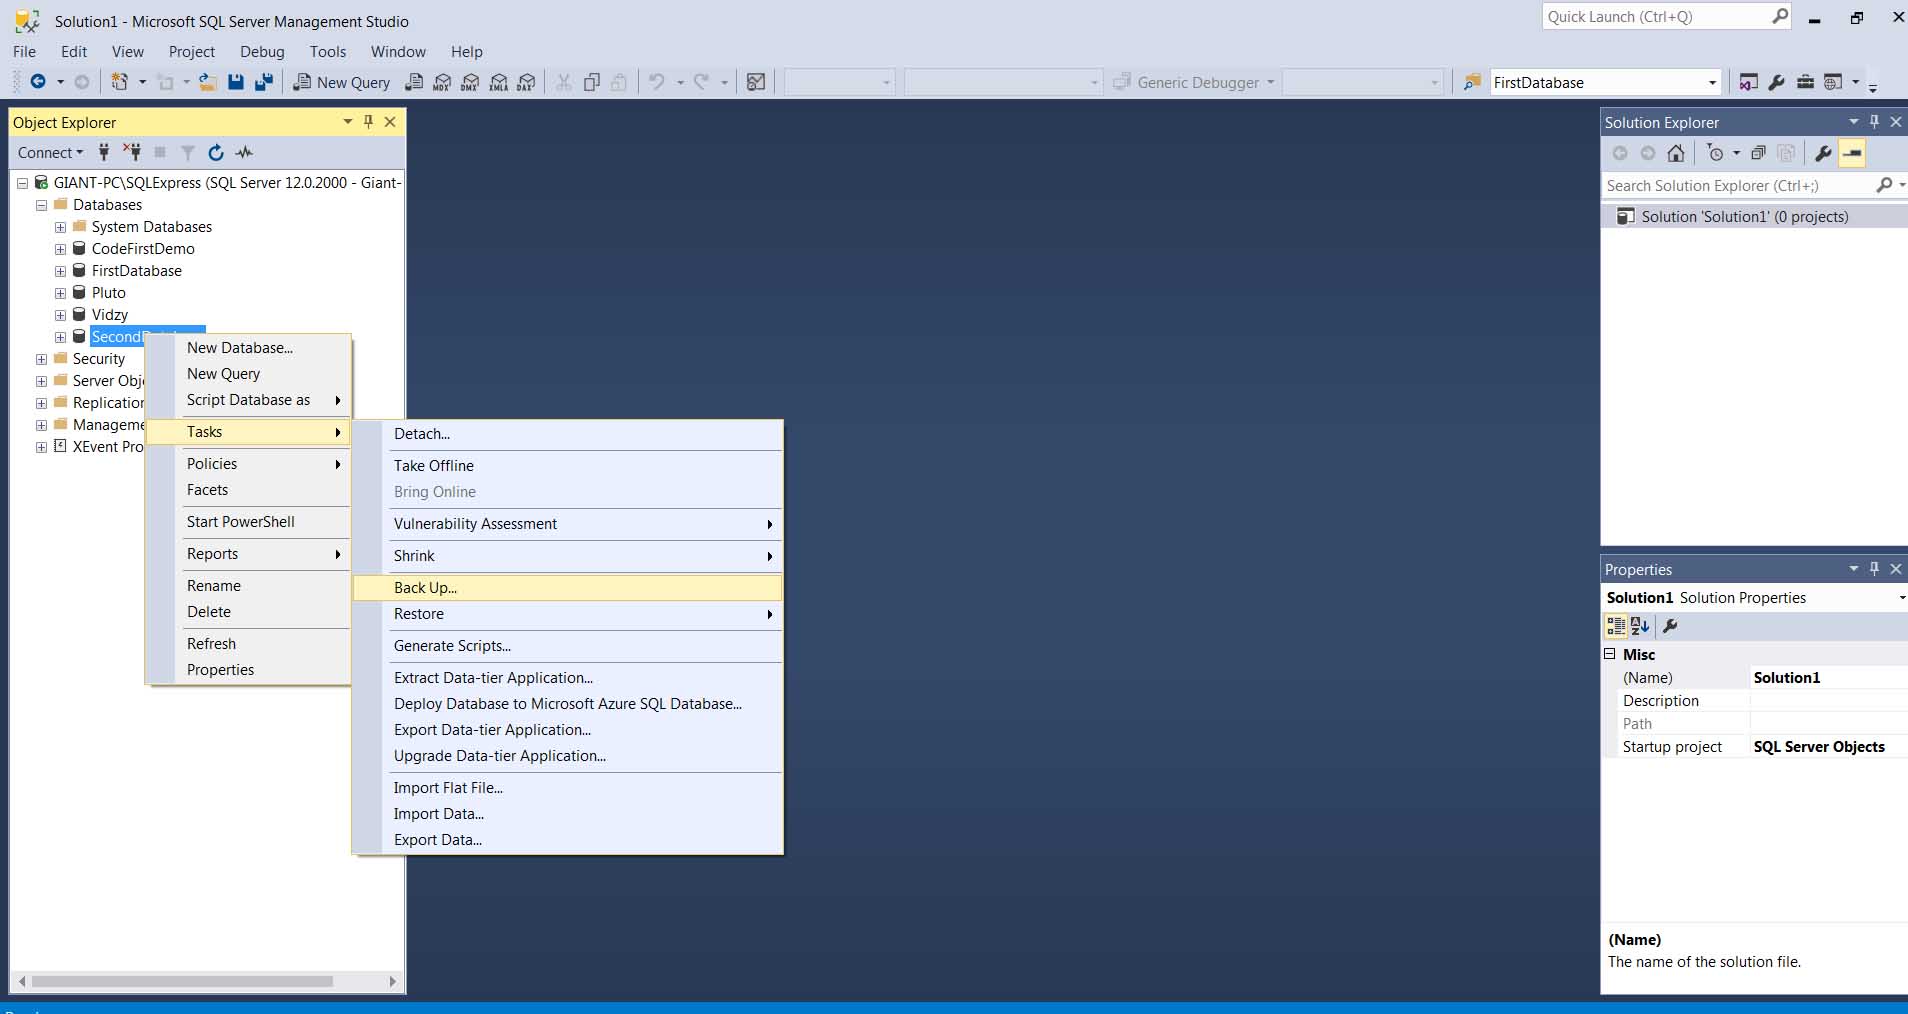 Solution1 - Microsoft SQL Server Management Studio
Quick Launch (Ctrl+Q)
File Edit View Project Debug Tools Window Help
New Query MDX DMX XMLA DAX Generic Debugger FirstDatabase
Object Explorer
Connect
GIANT-PC\SQLExpress (SQL Server 12.0.2000 - Giant-
Databases
System Databases
CodeFirstDemo
FirstDatabase
Pluto
Vidzy
Second
Security
Server Obj
Replication
Manageme
XEvent Pro
New Database...
New Query
Script Database as
Tasks
Policies
Facets
Start PowerShell
Reports
Rename
Delete
Refresh
Properties
Detach...
Take Offline
Bring Online
Vulnerability Assessment
Shrink
Back Up...
Restore
Generate Scripts...
Extract Data-tier Application...
Deploy Database to Microsoft Azure SQL Database...
Export Data-tier Application...
Upgrade Data-tier Application...
Import Flat File...
Import Data...
Export Data...
Solution Explorer
Search Solution Explorer (Ctrl+;)
Solution 'Solution1' (0 projects)
Properties
Solution1 Solution Properties
Misc
(Name) Solution1
Description
Path
Startup project SQL Server Objects
(Name)
The name of the solution file.